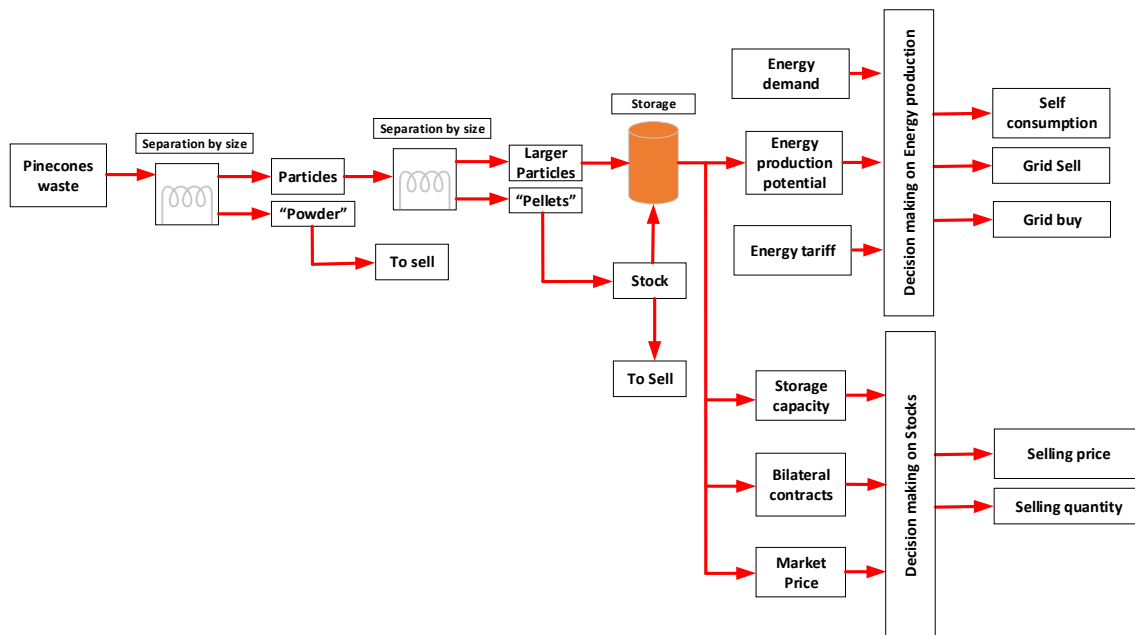 Pinecones
waste
Separation by size
Particles
“Powder”
To sell
Separation by size
Larger
Particles
“Pellets”
Stock
To Sell
Storage
Energy
demand
Energy
production
potential
Energy tariff
Decision making on Energy production
Self
consumption
Grid Sell
Grid buy
Storage
capacity
Bilateral
contracts
Market
Price
Decision making on Stocks
Selling price
Selling quantity